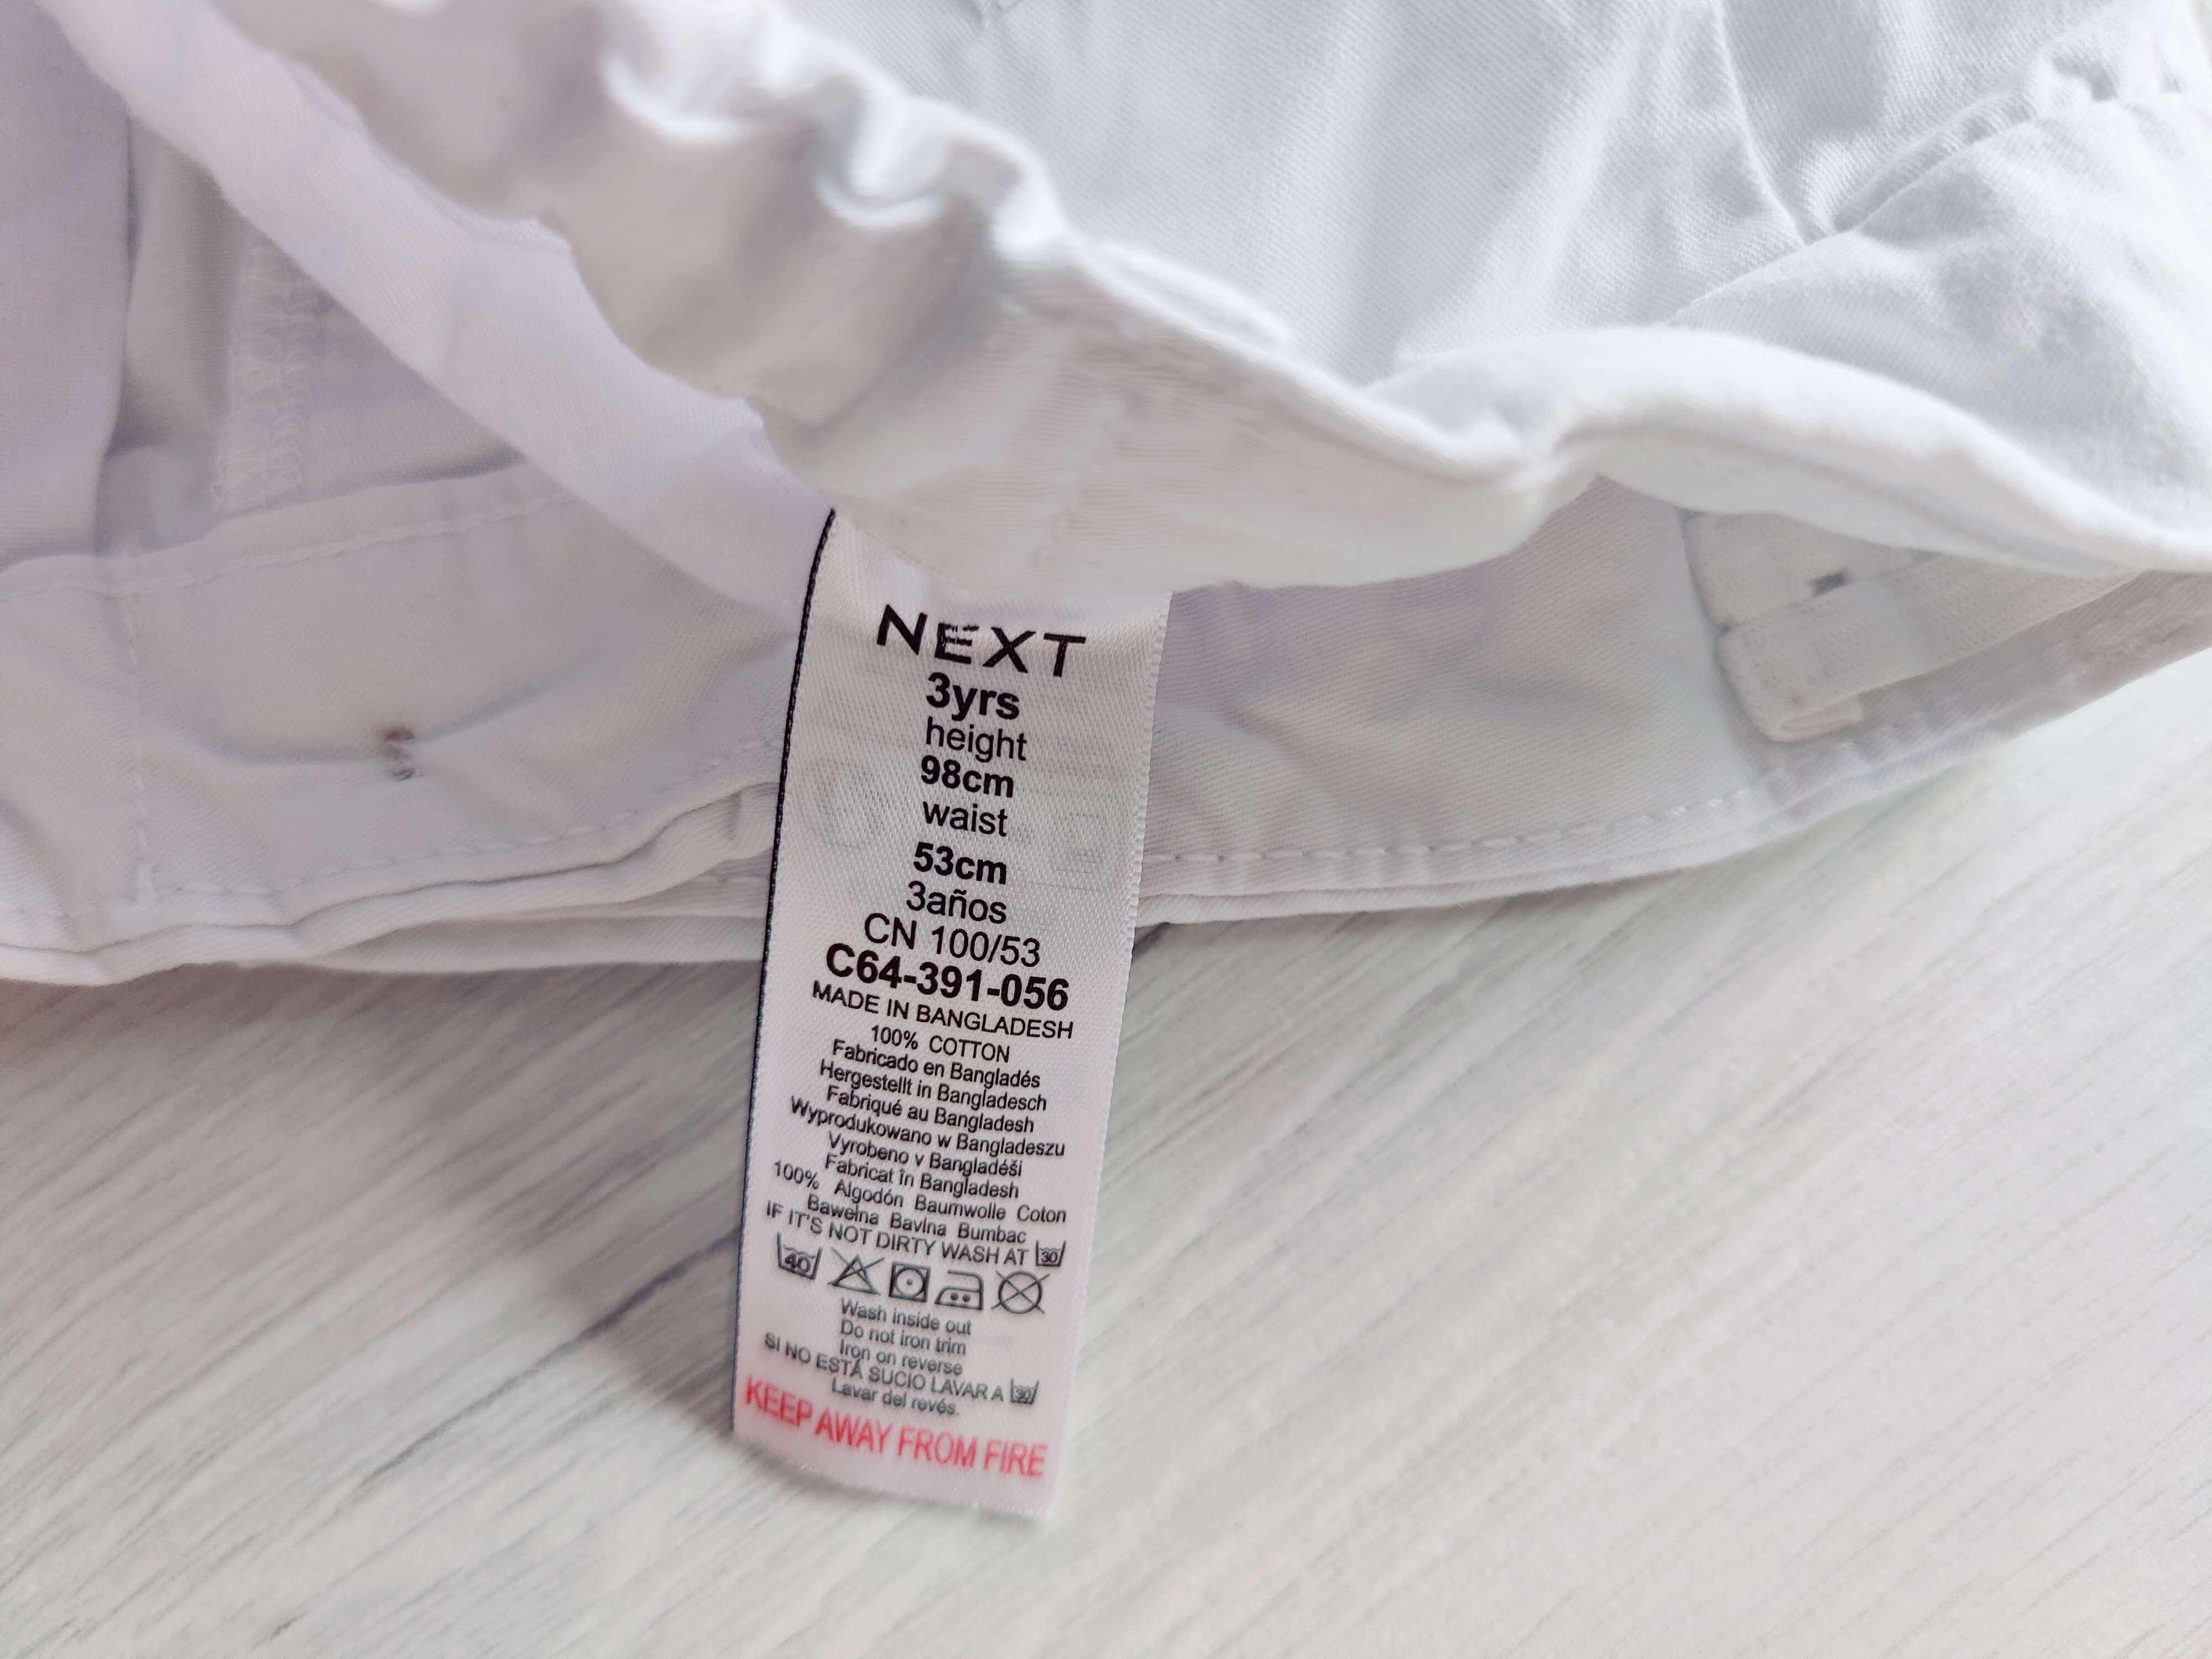 NEXT
3yrs
height
98cm
waist
53cm
3años
CN 100/53
C64-391-056
MADE IN BANGLADESH
100% COTTON
Fabricado en Bangladés
Hergestellt in Bangladesch
Fabriqué au Bangladesh
Wyprodukowano w Bangladeszu
Vyrobeno v Bangladéši
Fabricat în Bangladesh
100% Algodón Baumwolle Coton
Bawełna Bavlna Bumbac
IF IT'S NOT DIRTY WASH AT 30
40
Wash inside out
Do not iron trim
Iron on reverse
SI NO ESTÁ SUCIO LAVAR A 30
Lavar del revés.
KEEP AWAY FROM FIRE